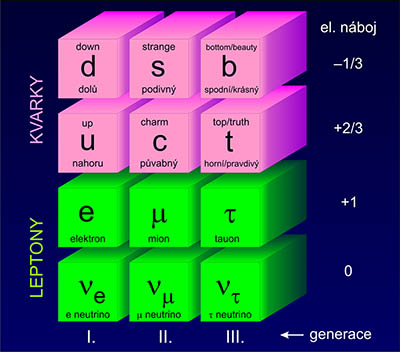 el. náboj
down strange bottom/beauty
d s b –1/3
dolů podivný spodní/krásný
KVARKY
up charm top/truth
u c t +2/3
nahoru půvabný horní/pravdivý
e μ τ +1
elektron mion tauon
LEPTONY
νe νμ ντ 0
e neutrino μ neutrino τ neutrino
I. II. III. ← generace